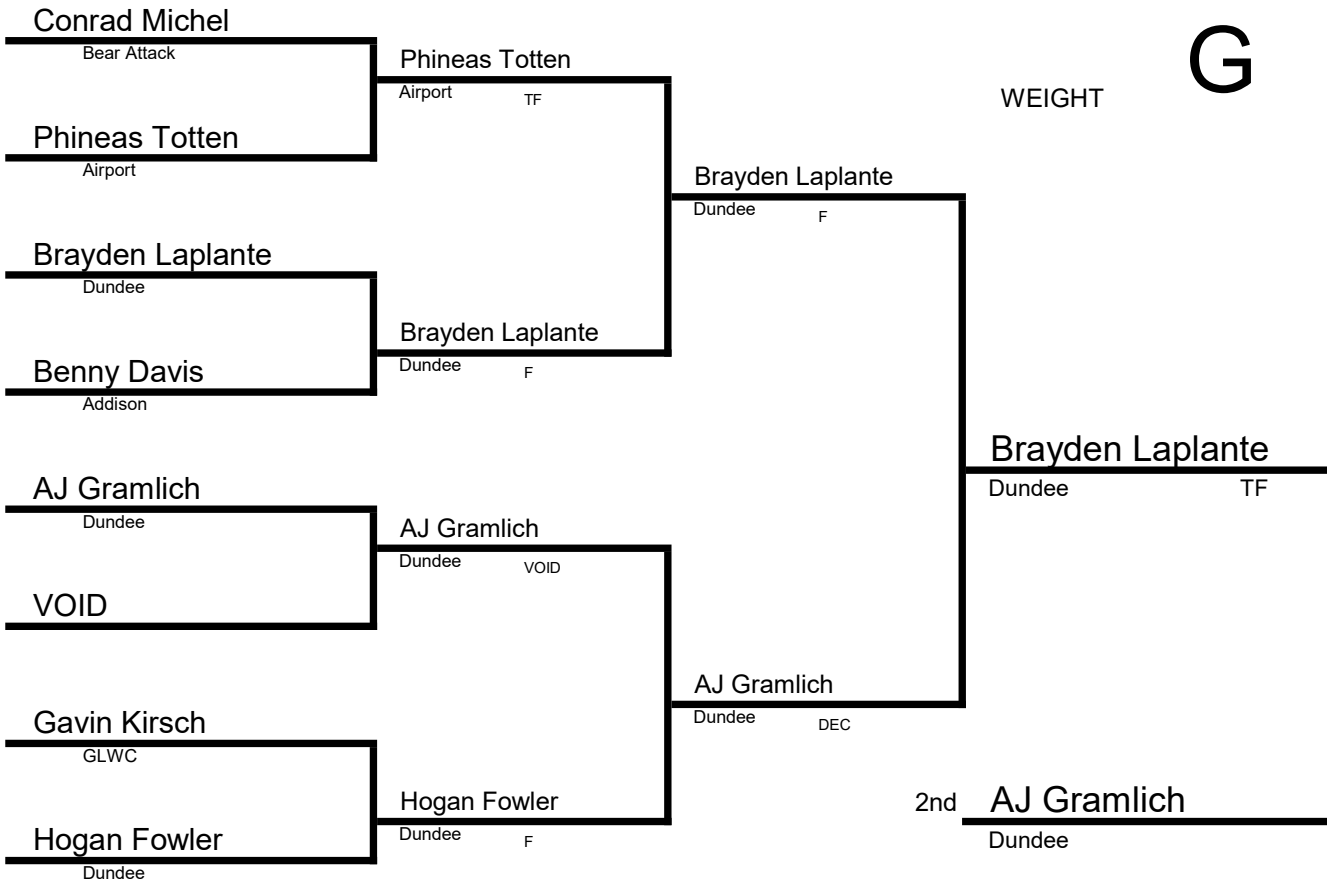 Conrad Michel
Bear Attack
Phineas Totten
Airport
Brayden Laplante
Dundee
Benny Davis
Addison
AJ Gramlich
Dundee
VOID
Gavin Kirsch
GLWC
Hogan Fowler
Dundee
Phineas Totten
Airport TF
Brayden Laplante
Dundee F
AJ Gramlich
Dundee VOID
Hogan Fowler
Dundee F
Brayden Laplante
Dundee F
AJ Gramlich
Dundee DEC
G
WEIGHT
Brayden Laplante
Dundee TF
2nd AJ Gramlich
Dundee